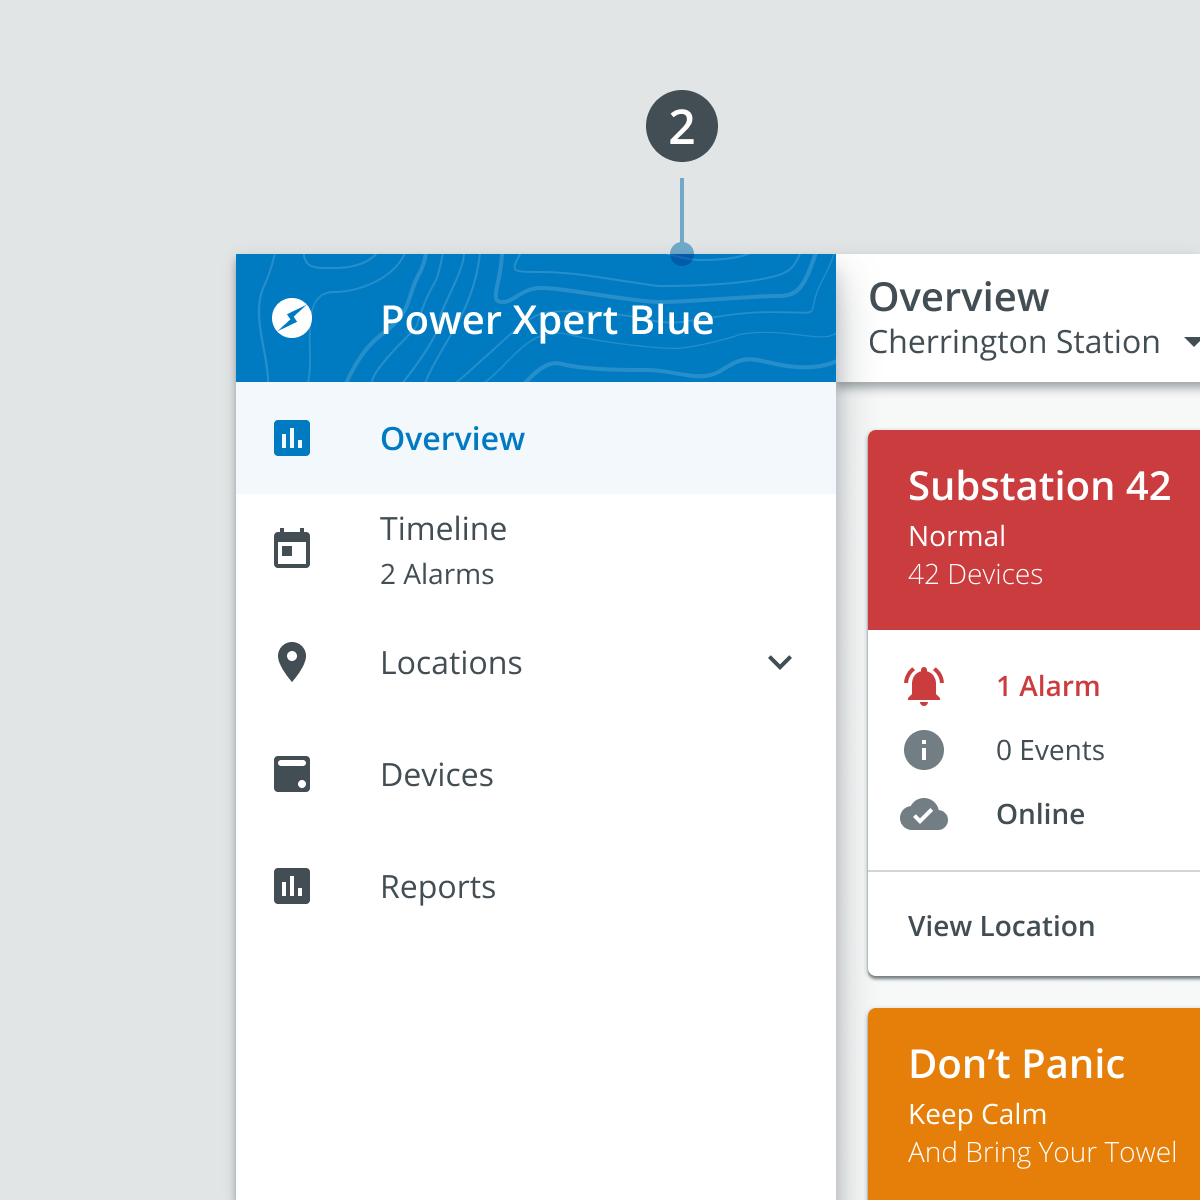 2
Power Xpert Blue
Overview
Timeline
2 Alarms
Locations
Devices
Reports
Overview
Cherrington Station
Substation 42
Normal
42 Devices
1 Alarm
0 Events
Online
View Location
Don’t Panic
Keep Calm
And Bring Your Towel